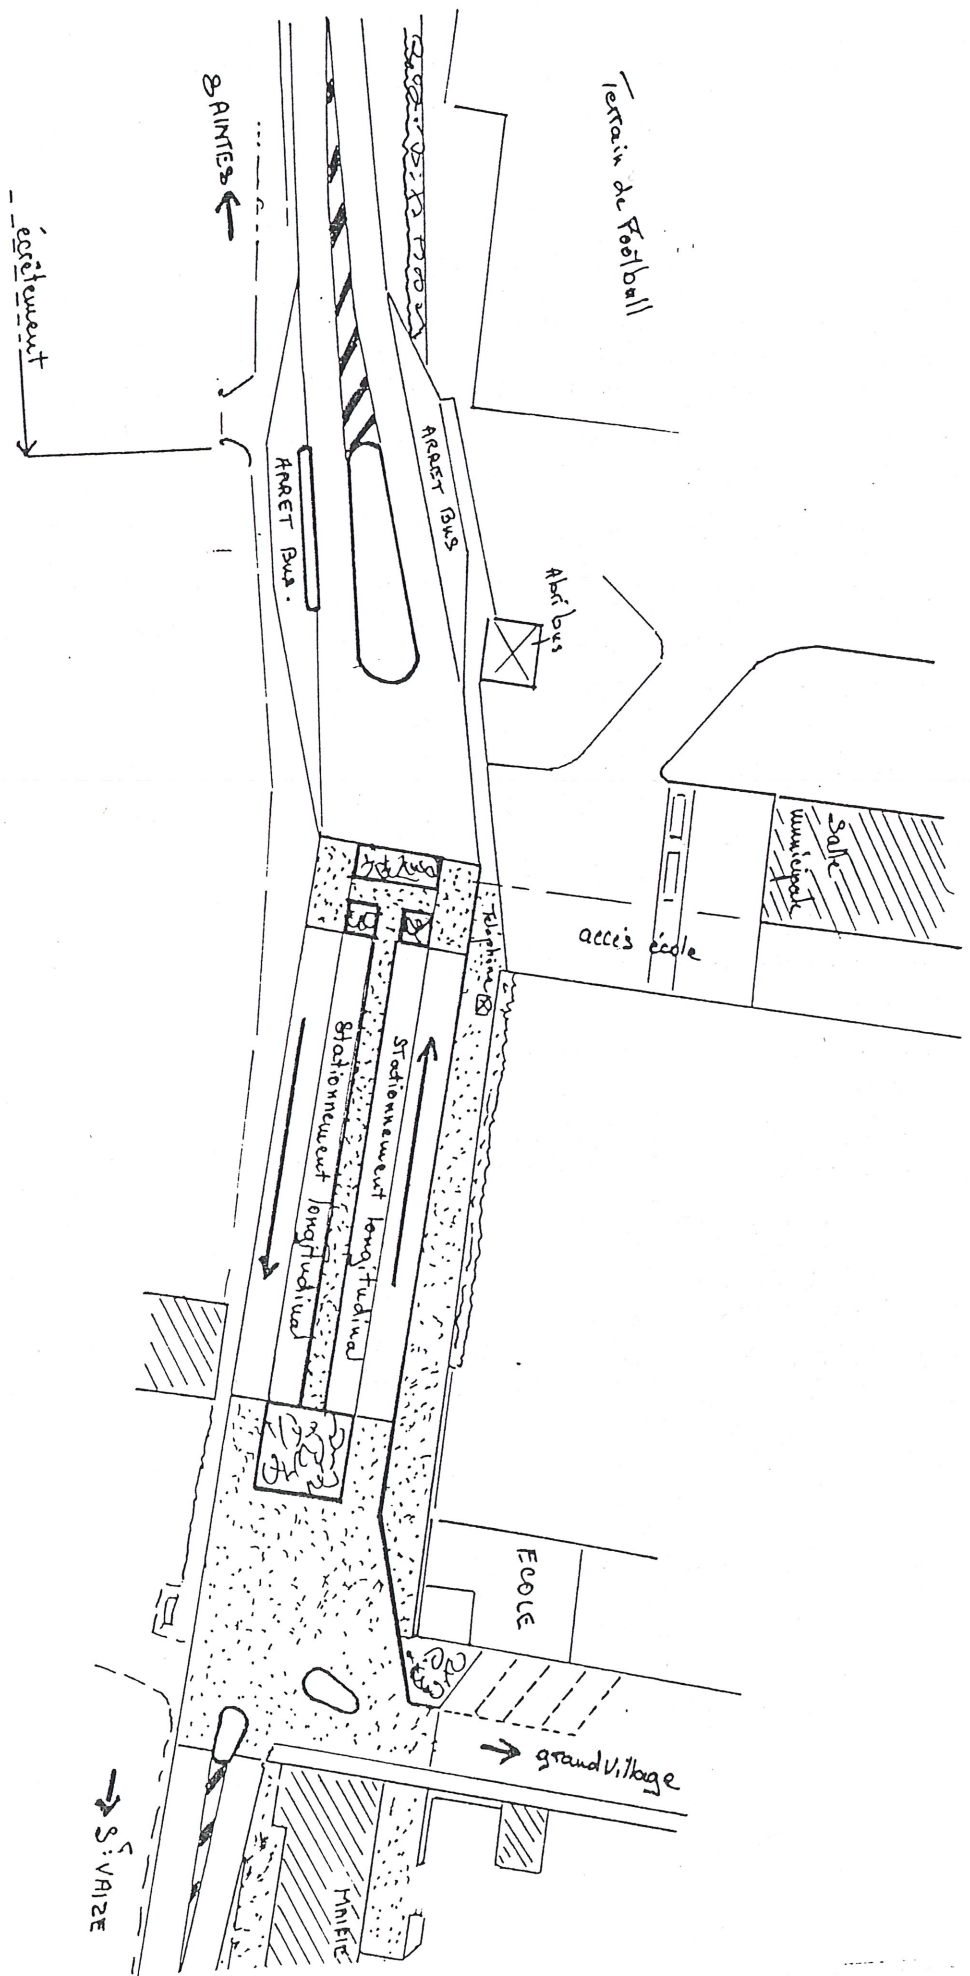 Terrain de Football
SAINTES
écrêtement
ARRET Bus
ARRET Bus.
Abri bus
Salle
municipale
accès école
Téléphone
Stationnement longitudinal
Stationnement longitudinal
ECOLE
grand Village
St. VAIZE
MAIRIE